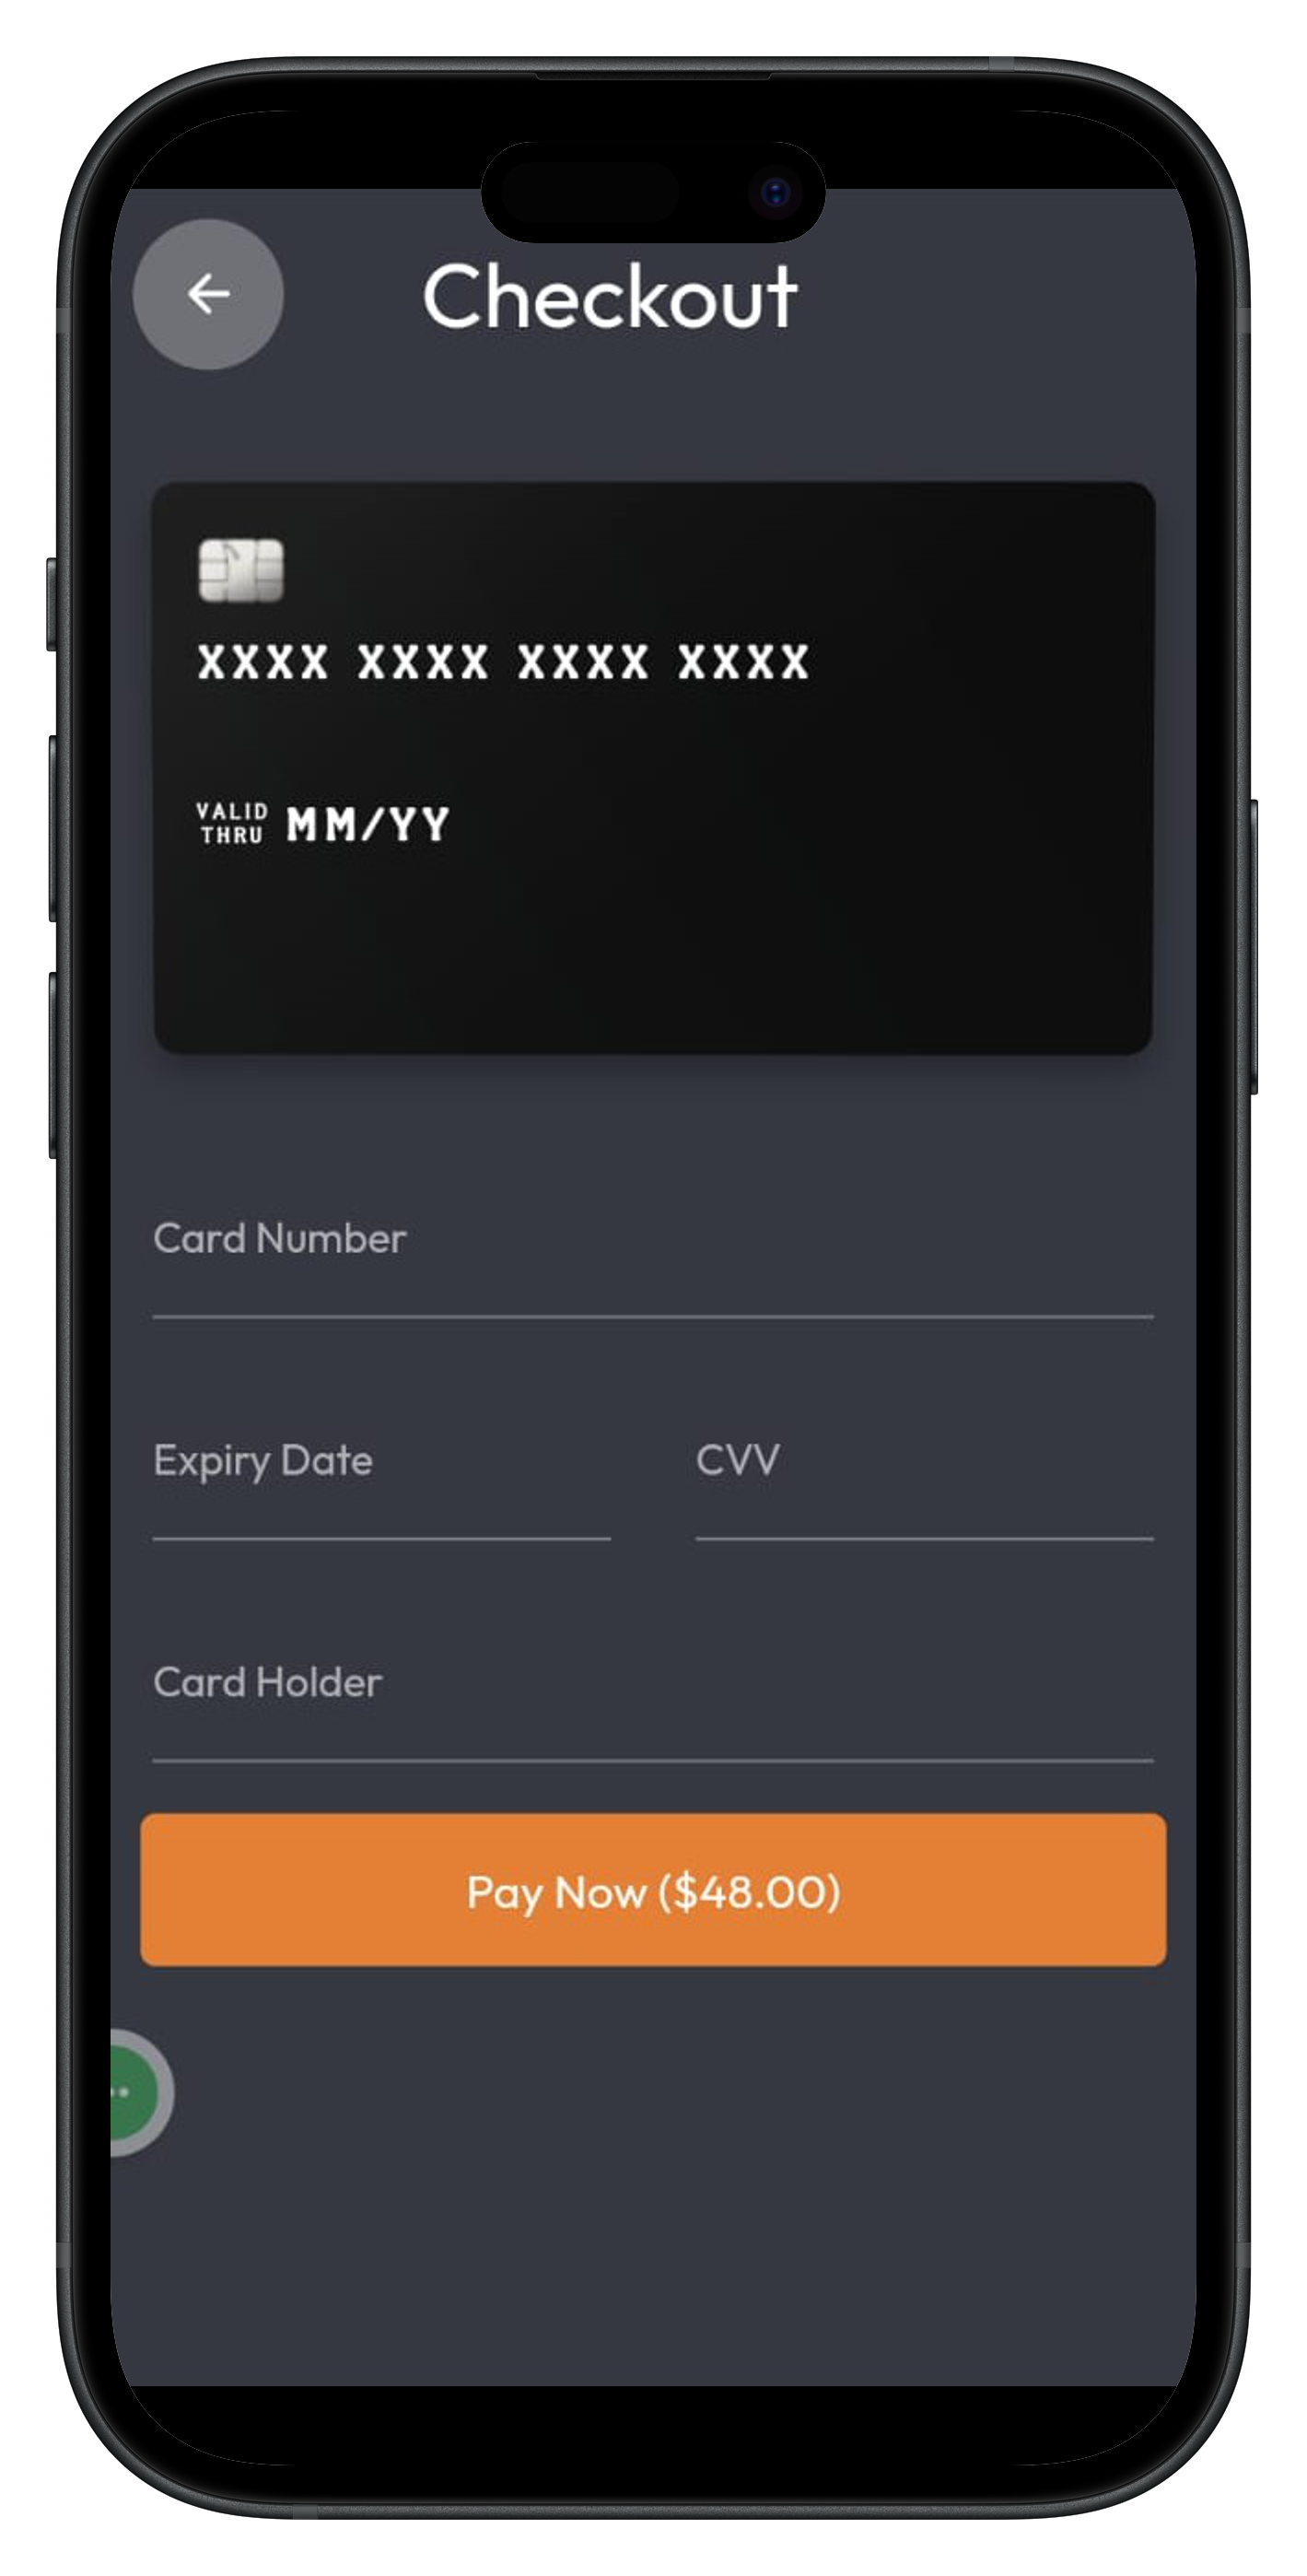 Checkout
XXXX XXXX XXXX XXXX
VALID
THRU MM/YY
Card Number
Expiry Date CVV
Card Holder
Pay Now ($48.00)